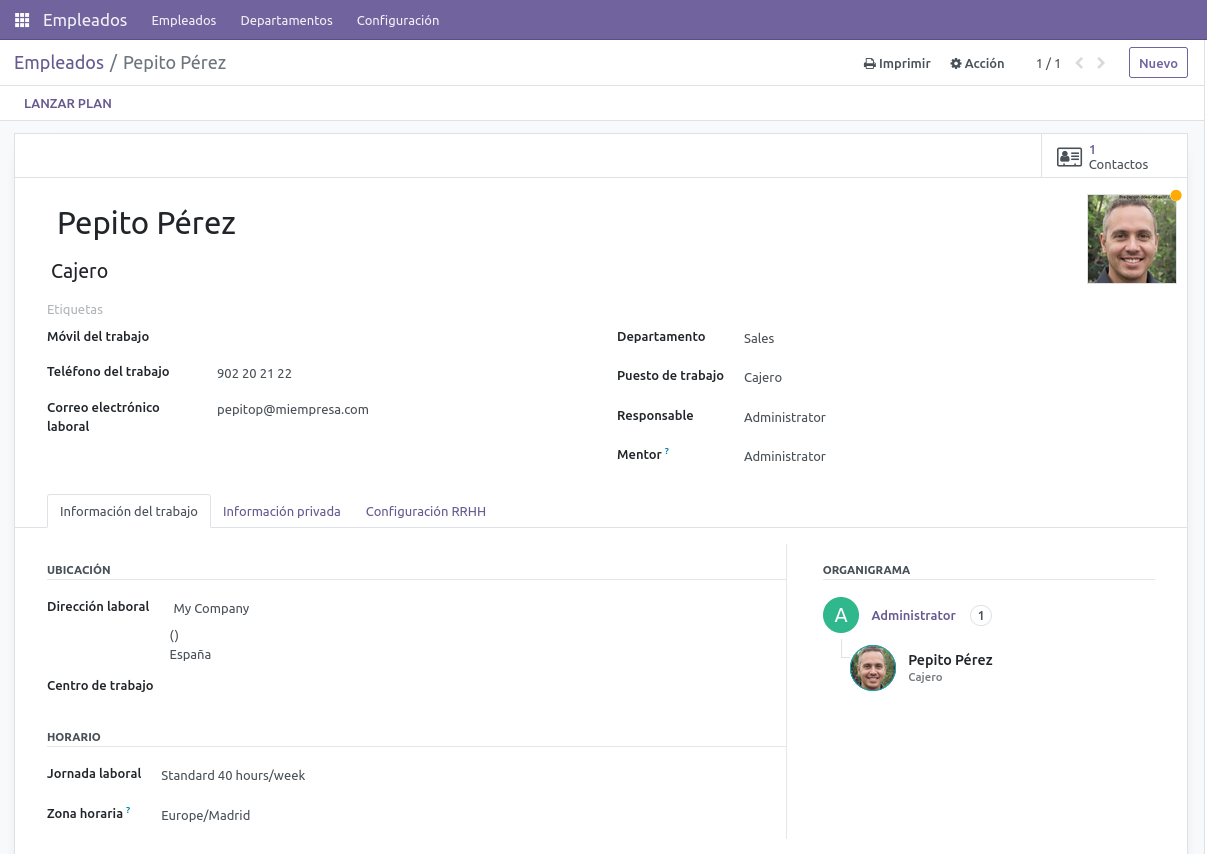 Empleados Empleados Departamentos Configuración
Empleados / Pepito Pérez Imprimir Acción 1 / 1 Nuevo
LANZAR PLAN
1
Contactos
Pepito Pérez
Cajero
Etiquetas
Móvil del trabajo
Teléfono del trabajo 902 20 21 22
Correo electrónico
laboral pepitop@miempresa.com
Departamento Sales
Puesto de trabajo Cajero
Responsable Administrator
Mentor ? Administrator
Información del trabajo Información privada Configuración RRHH
UBICACIÓN
Dirección laboral My Company
()
España
Centro de trabajo
HORARIO
Jornada laboral Standard 40 hours/week
Zona horaria ? Europe/Madrid
ORGANIGRAMA
A Administrator 1
Pepito Pérez
Cajero